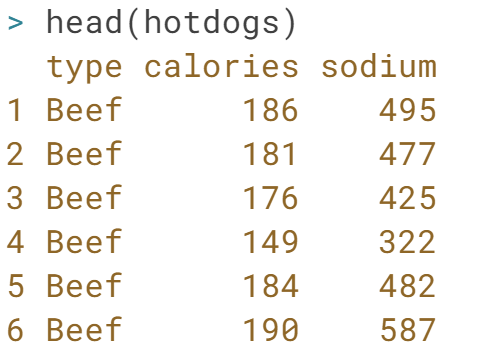 > head(hotdogs)
  type calories sodium
1 Beef      186    495
2 Beef      181    477
3 Beef      176    425
4 Beef      149    322
5 Beef      184    482
6 Beef      190    587